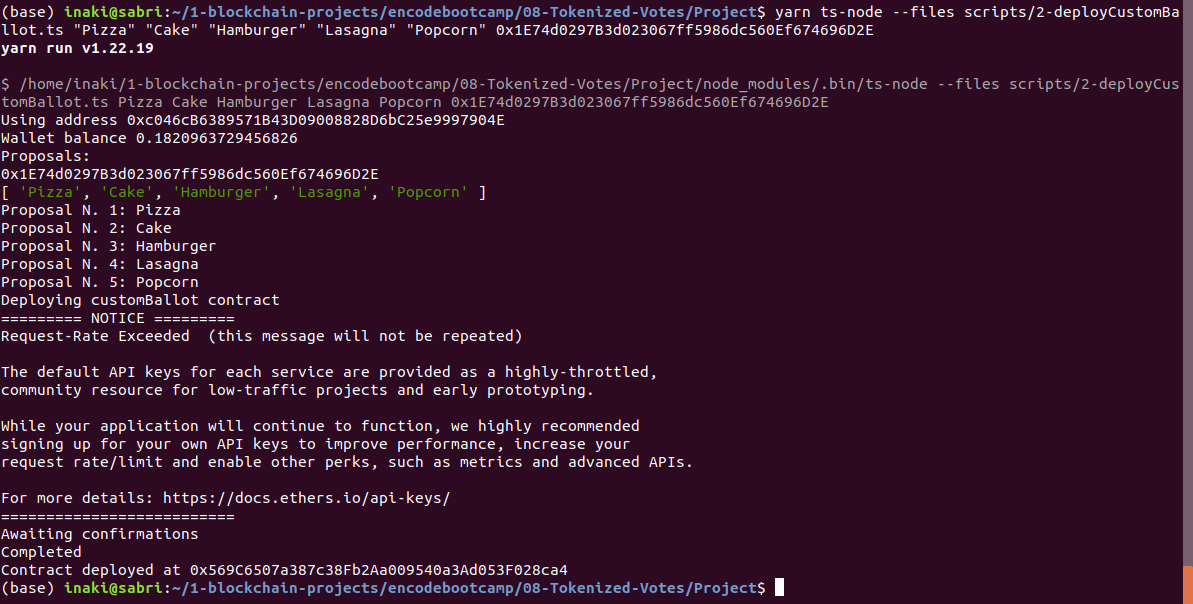 (base) inaki@sabri:~/1-blockchain-projects/encodebootcamp/08-Tokenized-Votes/Project$ yarn ts-node --files scripts/2-deployCustomBa
llot.ts "Pizza" "Cake" "Hamburger" "Lasagna" "Popcorn" 0x1E74d0297B3d023067ff5986dc560Ef674696D2E
yarn run v1.22.19
$ /home/inaki/1-blockchain-projects/encodebootcamp/08-Tokenized-Votes/Project/node_modules/.bin/ts-node --files scripts/2-deployCus
tomBallot.ts Pizza Cake Hamburger Lasagna Popcorn 0x1E74d0297B3d023067ff5986dc560Ef674696D2E
Using address 0xc046cB6389571B43D09008828D6bC25e9997904E
Wallet balance 0.1820963729456826
Proposals:
0x1E74d0297B3d023067ff5986dc560Ef674696D2E
[ 'Pizza', 'Cake', 'Hamburger', 'Lasagna', 'Popcorn' ]
Proposal N. 1: Pizza
Proposal N. 2: Cake
Proposal N. 3: Hamburger
Proposal N. 4: Lasagna
Proposal N. 5: Popcorn
Deploying customBallot contract
========= NOTICE =========
Request-Rate Exceeded  (this message will not be repeated)
The default API keys for each service are provided as a highly-throttled,
community resource for low-traffic projects and early prototyping.
While your application will continue to function, we highly recommended
signing up for your own API keys to improve performance, increase your
request rate/limit and enable other perks, such as metrics and advanced APIs.
For more details: https://docs.ethers.io/api-keys/
==========================
Awaiting confirmations
Completed
Contract deployed at 0x569C6507a387c38Fb2Aa009540a3Ad053F028ca4
(base) inaki@sabri:~/1-blockchain-projects/encodebootcamp/08-Tokenized-Votes/Project$